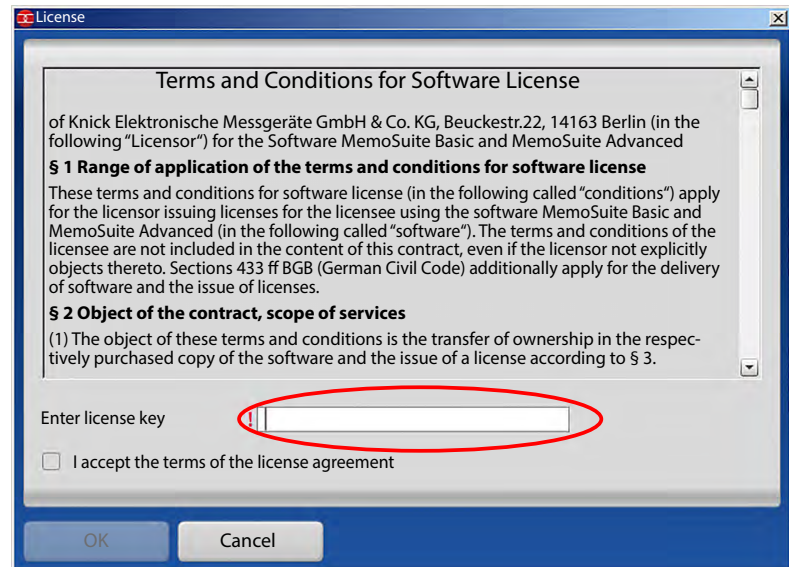 License
Terms and Conditions for Software License
of Knick Elektronische Messgeräte GmbH & Co. KG, Beuckestr.22, 14163 Berlin (in the
following “Licensor“) for the Software MemoSuite Basic and MemoSuite Advanced
§ 1 Range of application of the terms and conditions for software license
These terms and conditions for software license (in the following called “conditions“) apply
for the licensor issuing licenses for the licensee using the software MemoSuite Basic and
MemoSuite Advanced (in the following called “software“). The terms and conditions of the
licensee are not included in the content of this contract, even if the licensor not explicitly
objects thereto. Sections 433 ff BGB (German Civil Code) additionally apply for the delivery
of software and the issue of licenses.
§ 2 Object of the contract, scope of services
(1) The object of these terms and conditions is the transfer of ownership in the respec-
tively purchased copy of the software and the issue of a license according to § 3.
Enter license key !
I accept the terms of the license agreement
OK Cancel